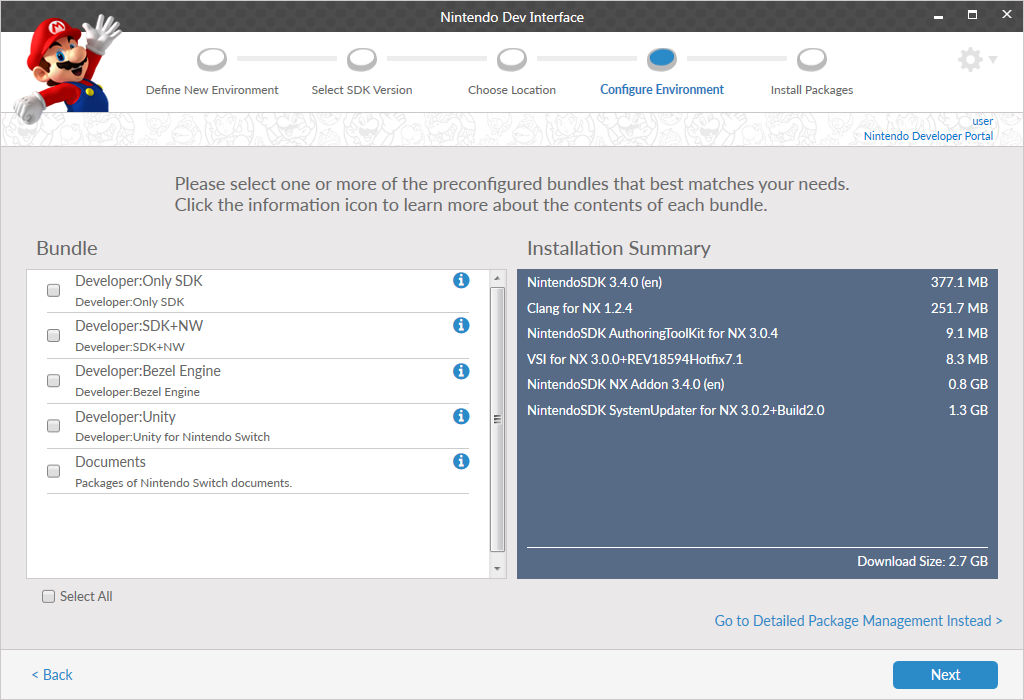 Nintendo Dev Interface
Define New Environment
Select SDK Version
Choose Location
Configure Environment
Install Packages
user
Nintendo Developer Portal
Please select one or more of the preconfigured bundles that best matches your needs.
Click the information icon to learn more about the contents of each bundle.
Bundle
Developer:Only SDK
Developer:Only SDK
Developer:SDK+NW
Developer:SDK+NW
Developer:Bezel Engine
Developer:Bezel Engine
Developer:Unity
Developer:Unity for Nintendo Switch
Documents
Packages of Nintendo Switch documents.
Select All
Installation Summary
NintendoSDK 3.4.0 (en) 377.1 MB
Clang for NX 1.2.4 251.7 MB
NintendoSDK AuthoringToolKit for NX 3.0.4 9.1 MB
VSI for NX 3.0.0+REV18594Hotfix7.1 8.3 MB
NintendoSDK NX Addon 3.4.0 (en) 0.8 GB
NintendoSDK SystemUpdater for NX 3.0.2+Build2.0 1.3 GB
Download Size: 2.7 GB
Go to Detailed Package Management Instead >
< Back
Next